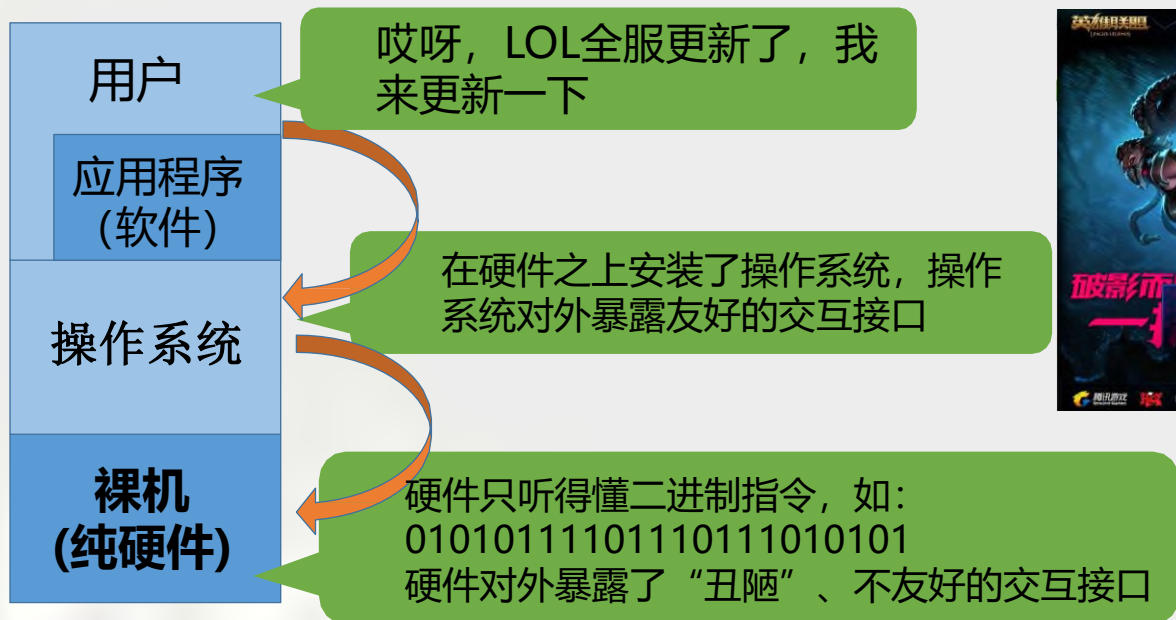 用户
哎呀，LOL全服更新了，我
来更新一下
应用程序
（软件）
在硬件之上安装了操作系统，操作
系统对外暴露友好的交互接口
操作系统
裸机
(纯硬件)
硬件只听得懂二进制指令，如：
010101111011110111010101
硬件对外暴露了“丑陋”、不友好的交互接口
英雄联盟
破影而
一
腾讯游戏